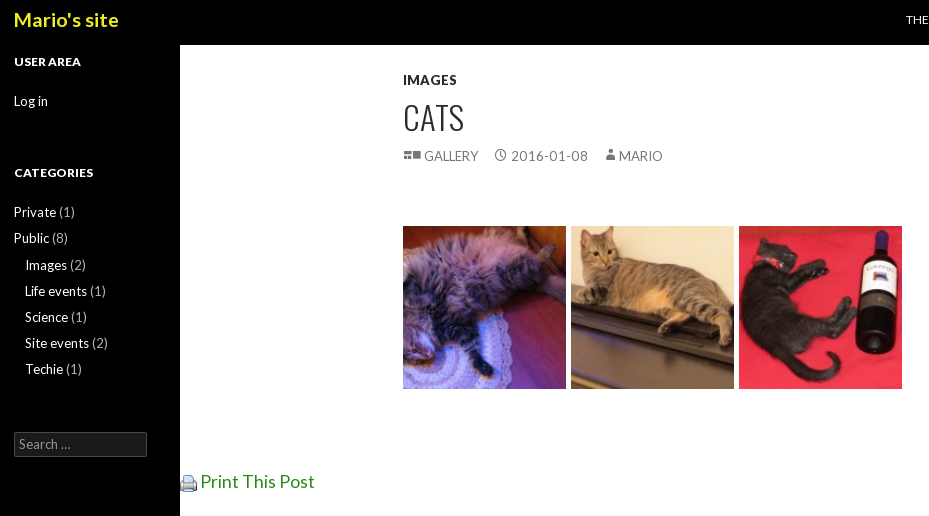 Mario's site
THE
USER AREA
Log in
CATEGORIES
Private (1)
Public (8)
Images (2)
Life events (1)
Science (1)
Site events (2)
Techie (1)
Search ...
IMAGES
CATS
GALLERY 2016-01-08 MARIO
Print This Post